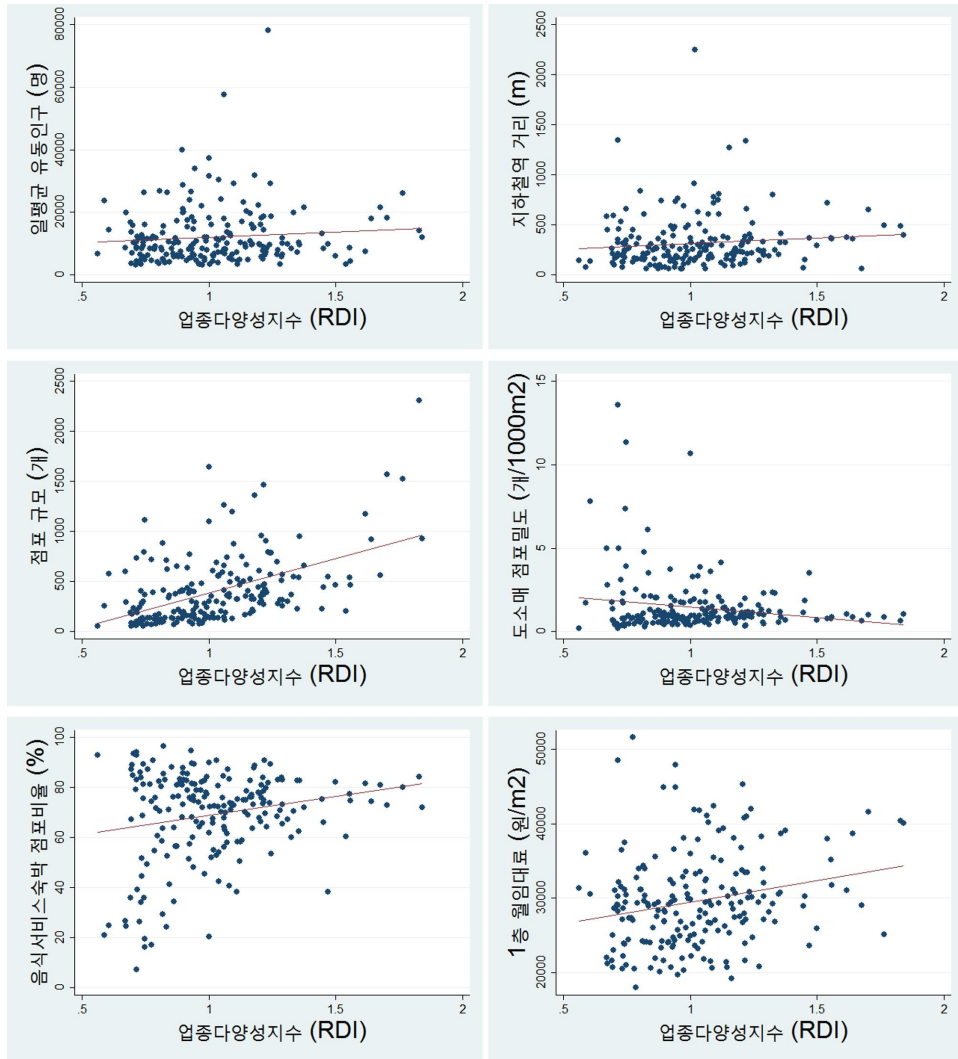 일평균 유동인구 (명)
80000
60000
40000
20000
0
.5 1 1.5 2
업종다양성지수 (RDI)
지하철역 거리 (m)
2500
2000
1500
1000
500
0
.5 1 1.5 2
업종다양성지수 (RDI)
점포 규모 (개)
2500
2000
1500
1000
500
0
.5 1 1.5 2
업종다양성지수 (RDI)
도소매 점포밀도 (개/1000m2)
15
10
5
0
.5 1 1.5 2
업종다양성지수 (RDI)
음식서비스숙박 점포비율 (%)
100
80
60
40
20
0
.5 1 1.5 2
업종다양성지수 (RDI)
1층 월임대료 (원/m2)
50000
40000
30000
20000
.5 1 1.5 2
업종다양성지수 (RDI)